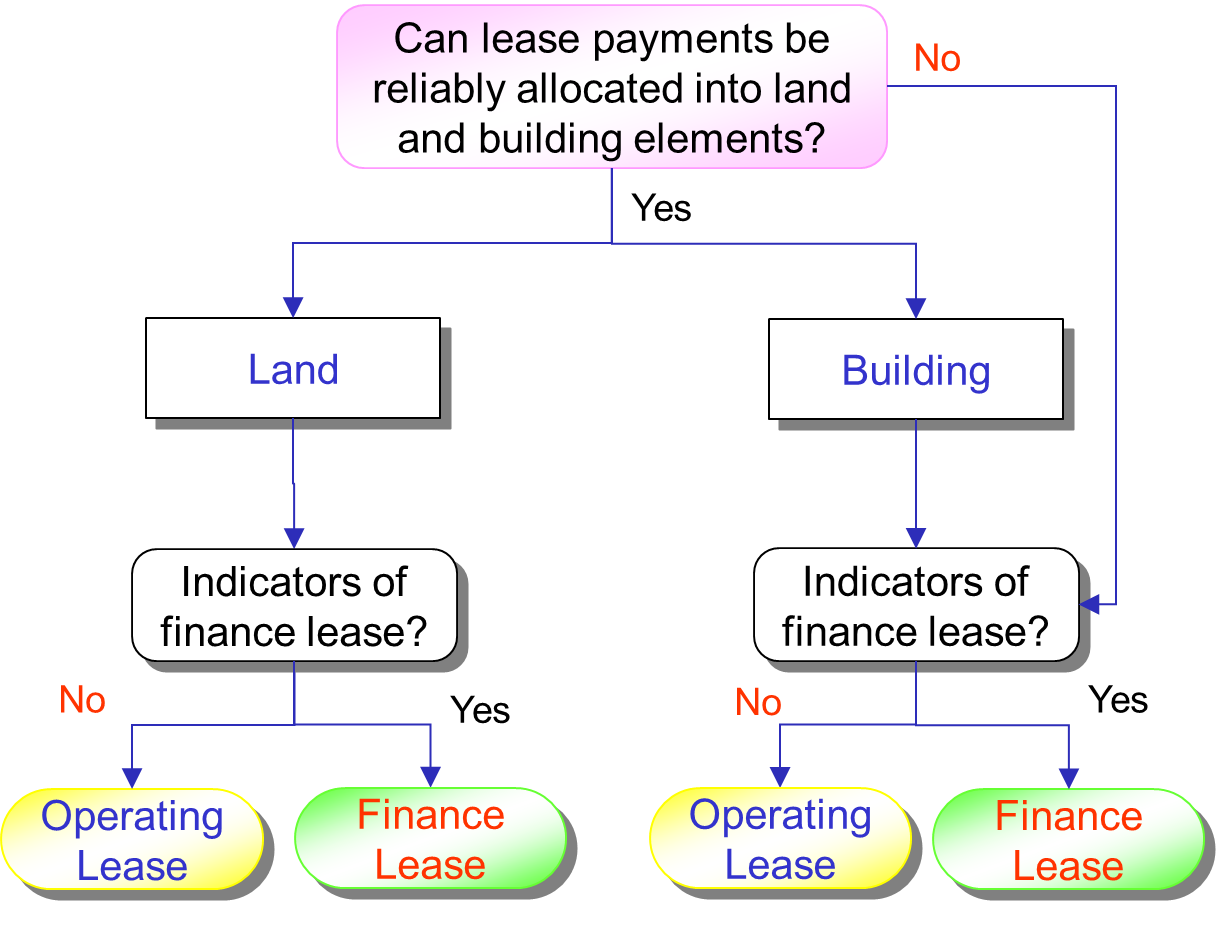 Can lease payments be
reliably allocated into land
and building elements?
No
Yes
Land
Building
Indicators of
finance lease?
Indicators of
finance lease?
No
Yes
No
Yes
Operating
Lease
Finance
Lease
Operating
Lease
Finance
Lease